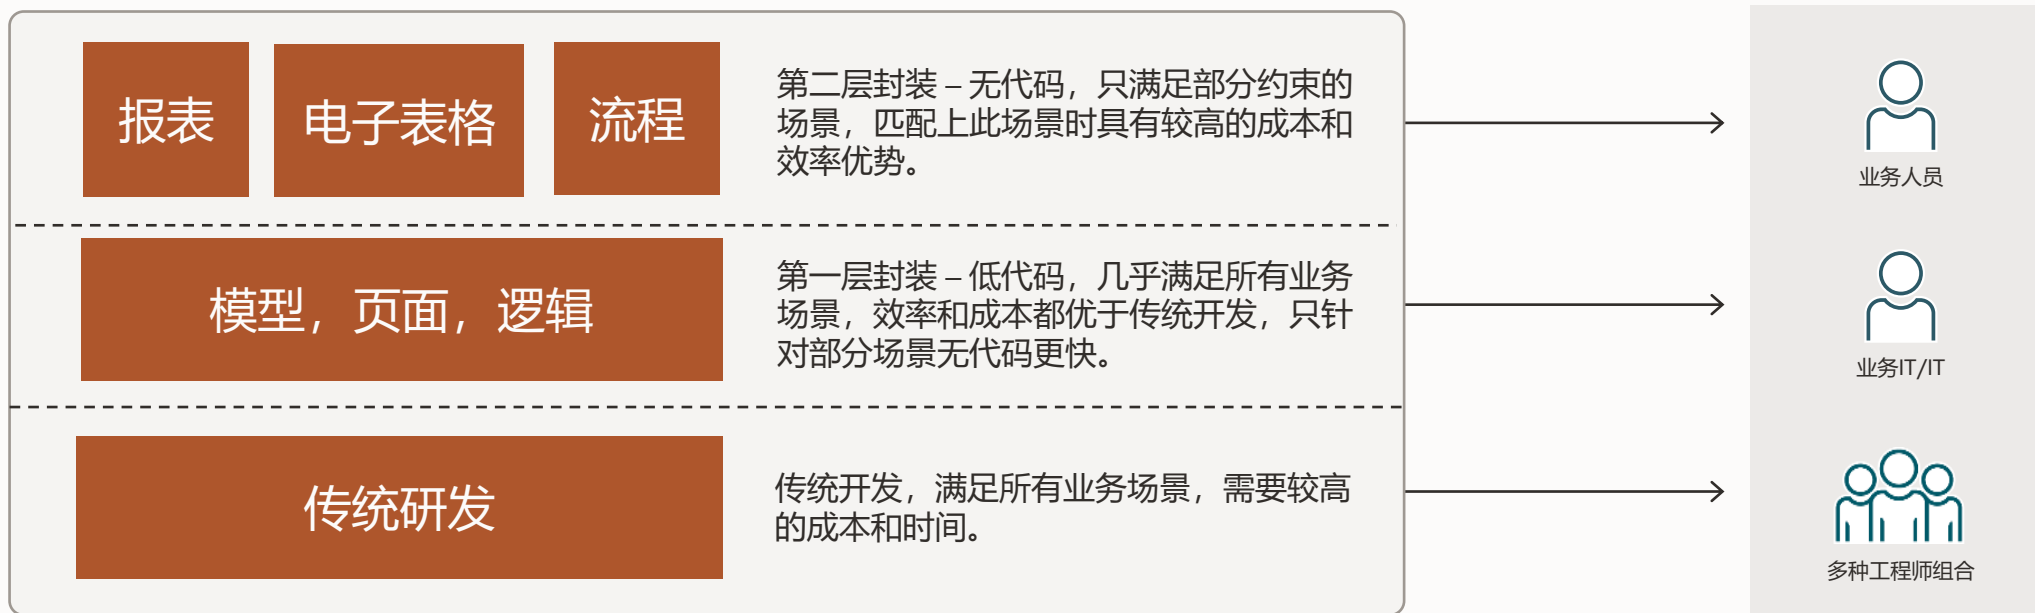 报表
电子表格
流程
第二层封装 – 无代码，只满足部分约束的
场景，匹配上此场景时具有较高的成本和
效率优势。
业务人员
模型，页面，逻辑
第一层封装 – 低代码，几乎满足所有业务
场景，效率和成本都优于传统开发，只针
对部分场景无代码更快。
业务IT/IT
传统研发
传统开发，满足所有业务场景，需要较高
的成本和时间。
多种工程师组合